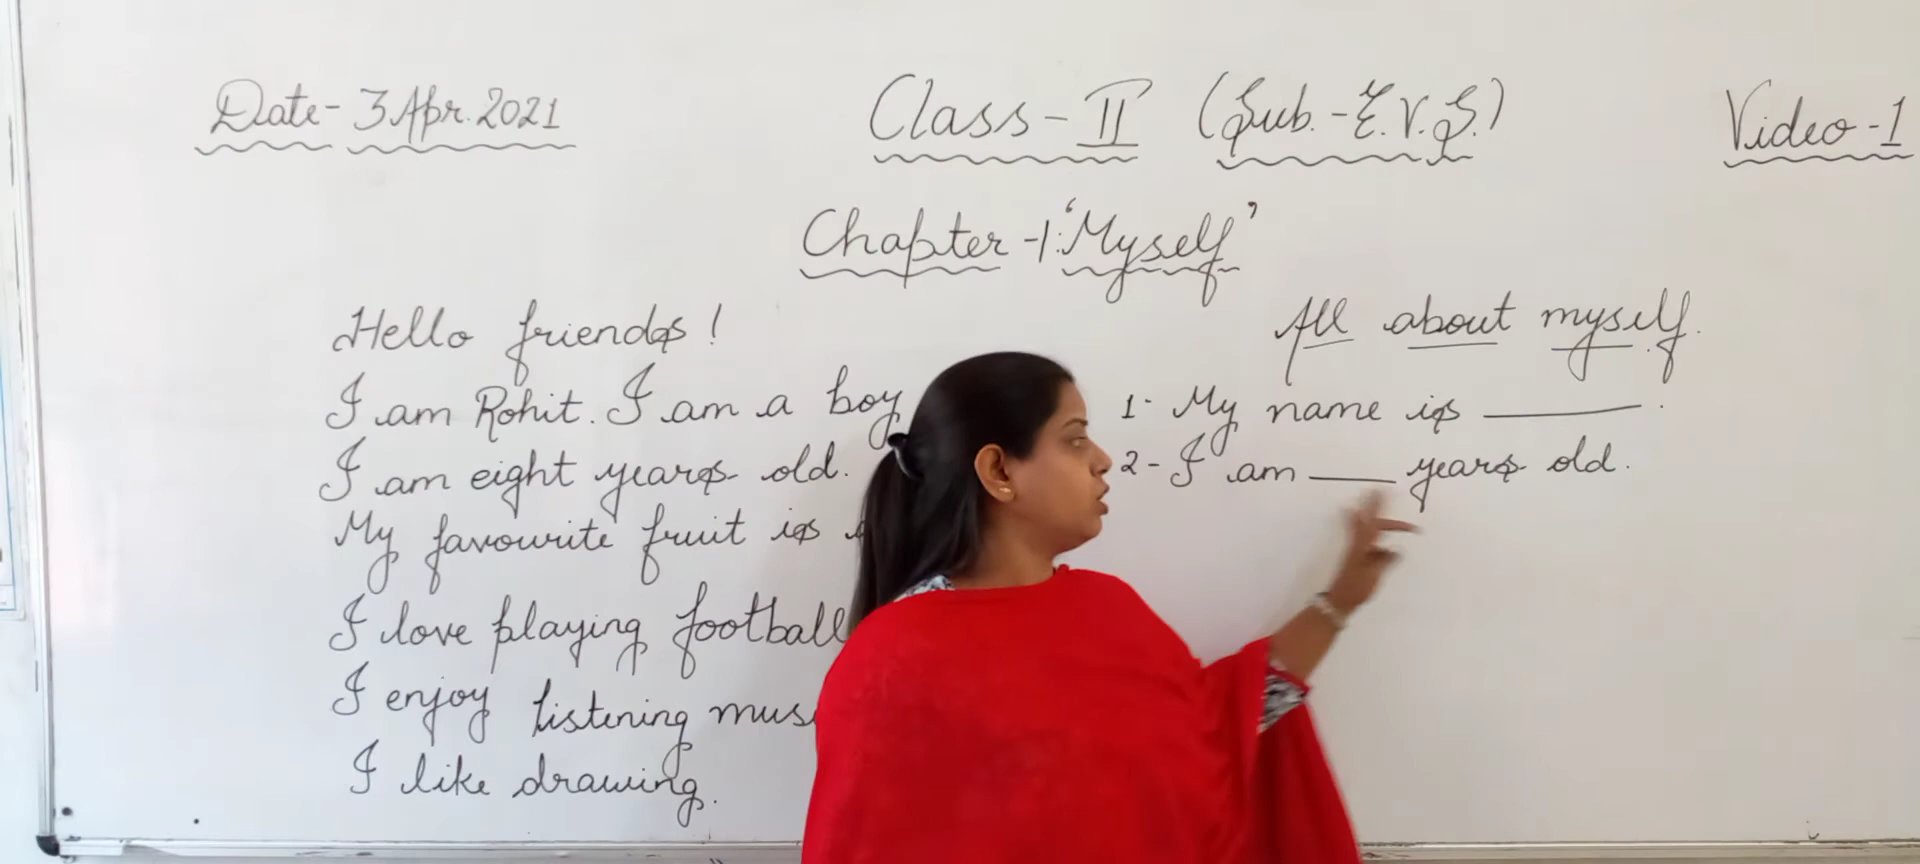 Date- 3 Apr. 2021
Class-II (Sub.-E.V.S.)
Video-1
Chapter-1:'Myself'
Hello friends!
I am Rohit. I am a boy
I am eight years old.
My favourite fruit is
I love playing football
I enjoy listening
I like drawing.
All about myself.
1- My name is ______.
2- I am ____ years old.